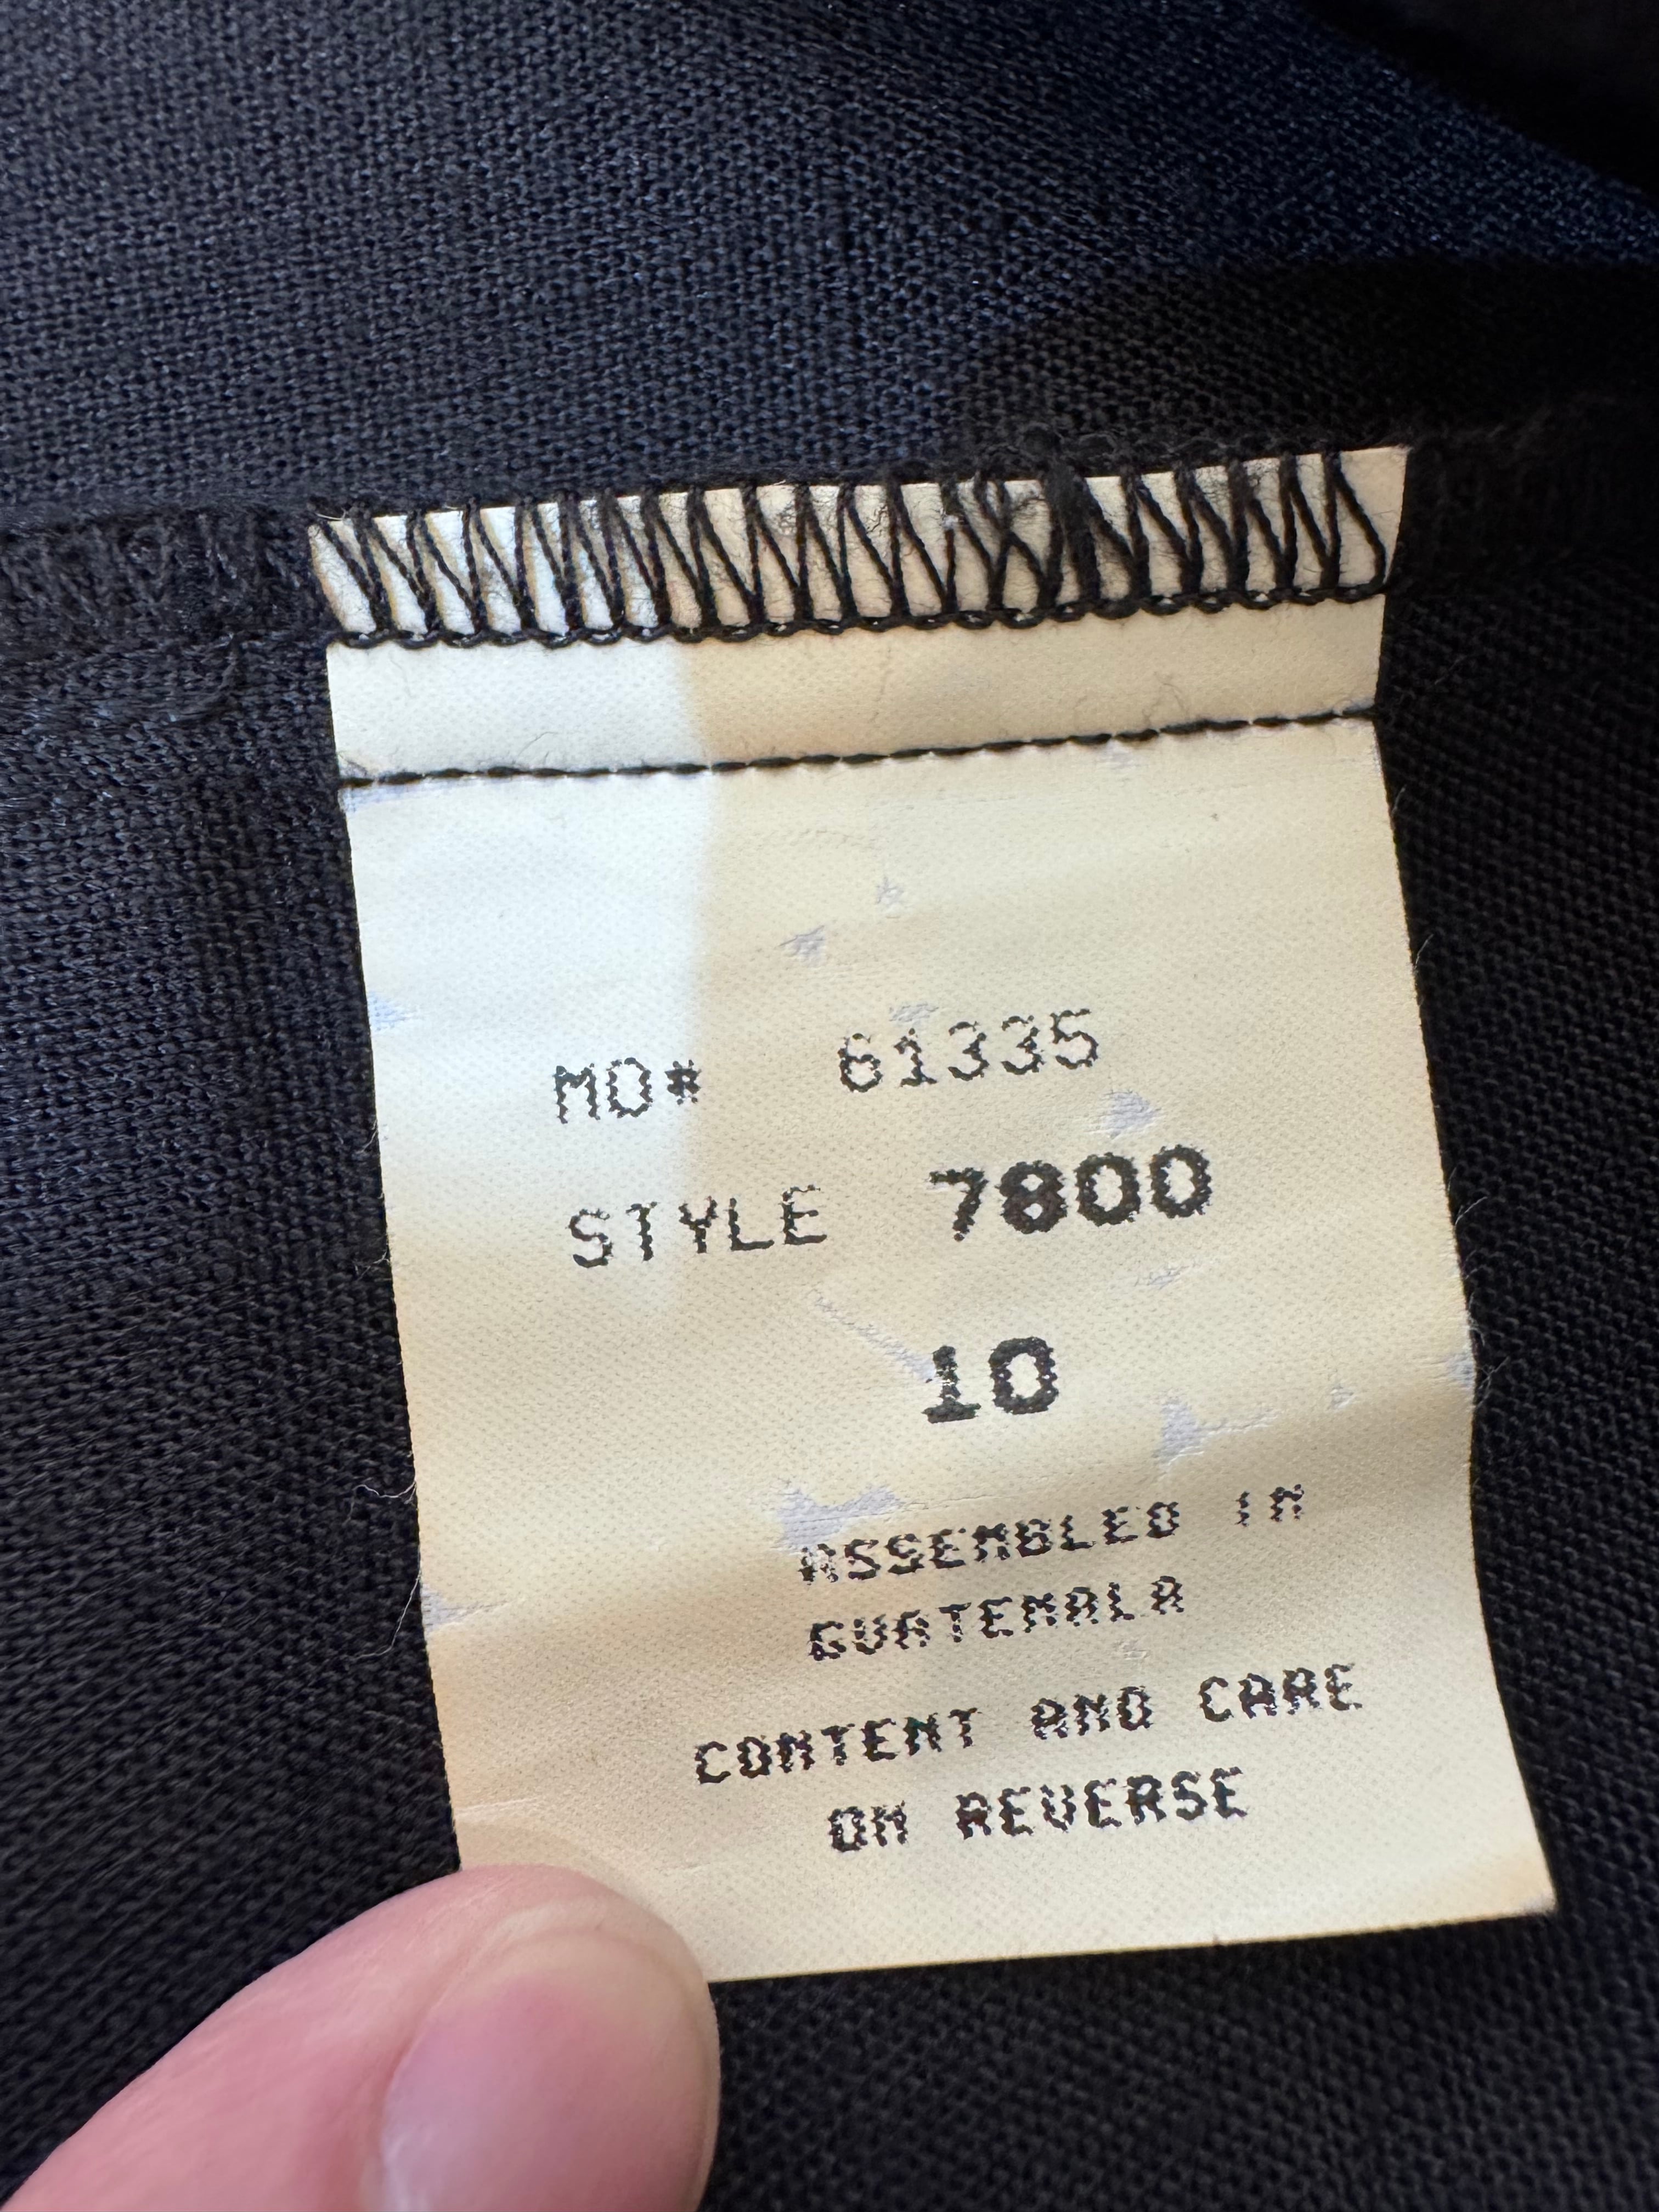 MO# 61335
STYLE 7800
10
ASSEMBLED IN
GUATEMALA
CONTENT AND CARE
ON REVERSE